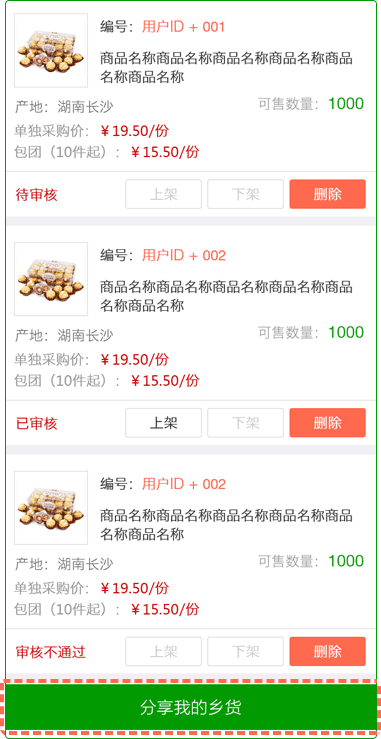 编号：用户ID + 001
商品名称商品名称商品名称商品名称商品
名称商品名称
产地：湖南长沙 可售数量：1000
单独采购价：￥19.50/份
包团（10件起）：￥15.50/份
待审核 上架 下架 删除
编号：用户ID + 002
商品名称商品名称商品名称商品名称商品
名称商品名称
产地：湖南长沙 可售数量：1000
单独采购价：￥19.50/份
包团（10件起）：￥15.50/份
已审核 上架 下架 删除
编号：用户ID + 002
商品名称商品名称商品名称商品名称商品
名称商品名称
产地：湖南长沙 可售数量：1000
单独采购价：￥19.50/份
包团（10件起）：￥15.50/份
审核不通过 上架 下架 删除
分享我的乡货